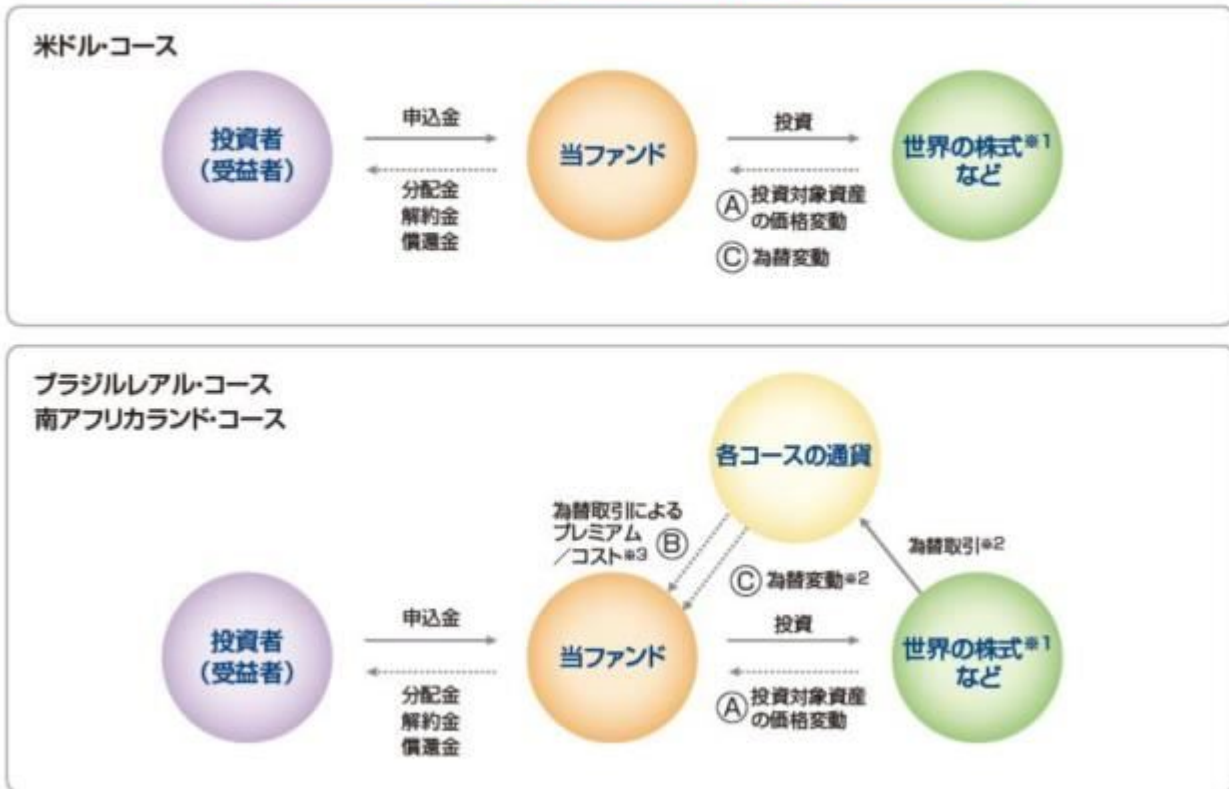 米ドル・コース
投資者
(受益者)
申込金
分配金
解約金
償還金
当ファンド
投資
Ⓐ 投資対象資産
の価格変動
Ⓒ 為替変動
世界の株式※1
など
ブラジルレアル・コース
南アフリカランド・コース
各コースの通貨
為替取引による
プレミアム
/コスト※3 Ⓑ
Ⓒ 為替変動※2
為替取引※2
投資者
(受益者)
申込金
分配金
解約金
償還金
当ファンド
投資
Ⓐ 投資対象資産
の価格変動
世界の株式※1
など